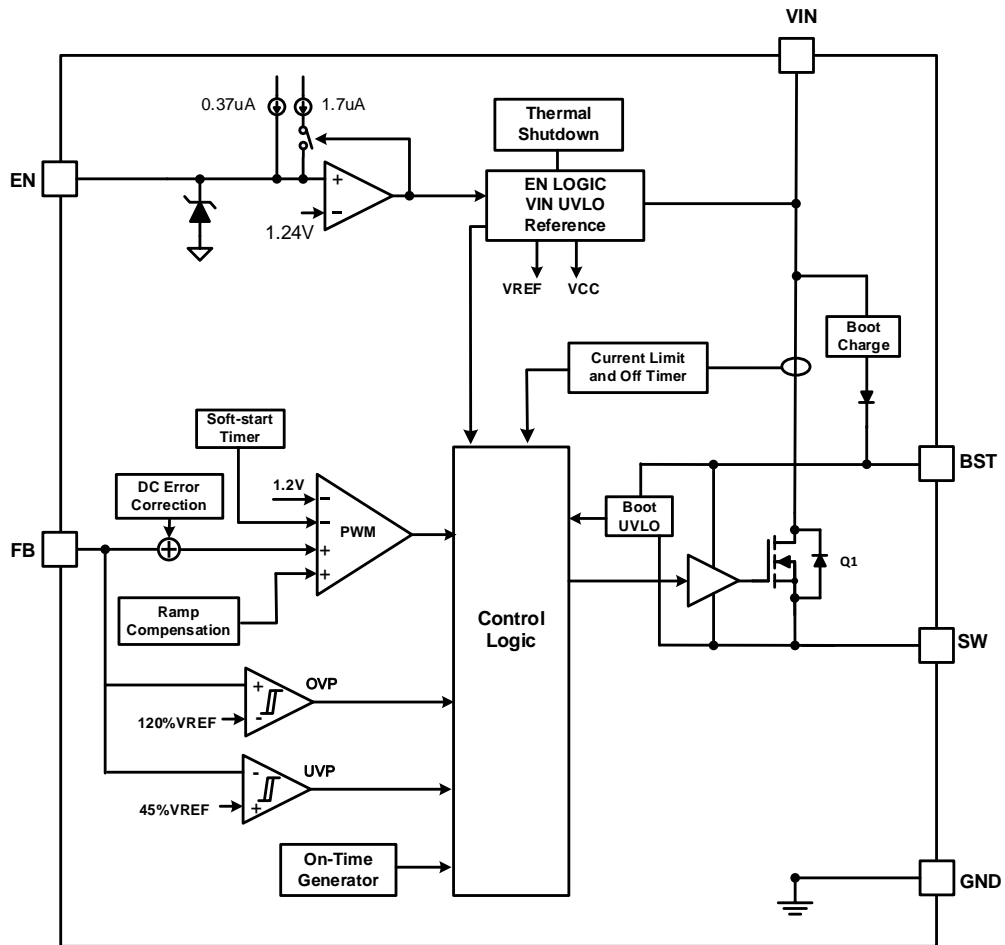 VIN
0.37uA
1.7uA
Thermal
Shutdown
EN
+
-
1.24V
EN LOGIC
VIN UVLO
Reference
VREF
VCC
Boot
Charge
Current Limit
and Off Timer
Soft-start
Timer
BST
DC Error
Correction
1.2V
-
-
PWM
+
+
Boot
UVLO
FB
Q1
Ramp
Compensation
Control
Logic
SW
OVP
+
-
120%VREF
UVP
-
+
45%VREF
On-Time
Generator
GND